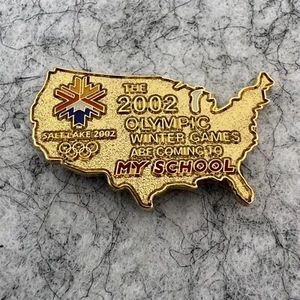 THE
2002
OLYMPIC
WINTER GAMES
ARE COMING TO
MY SCHOOL
SALT LAKE 2002